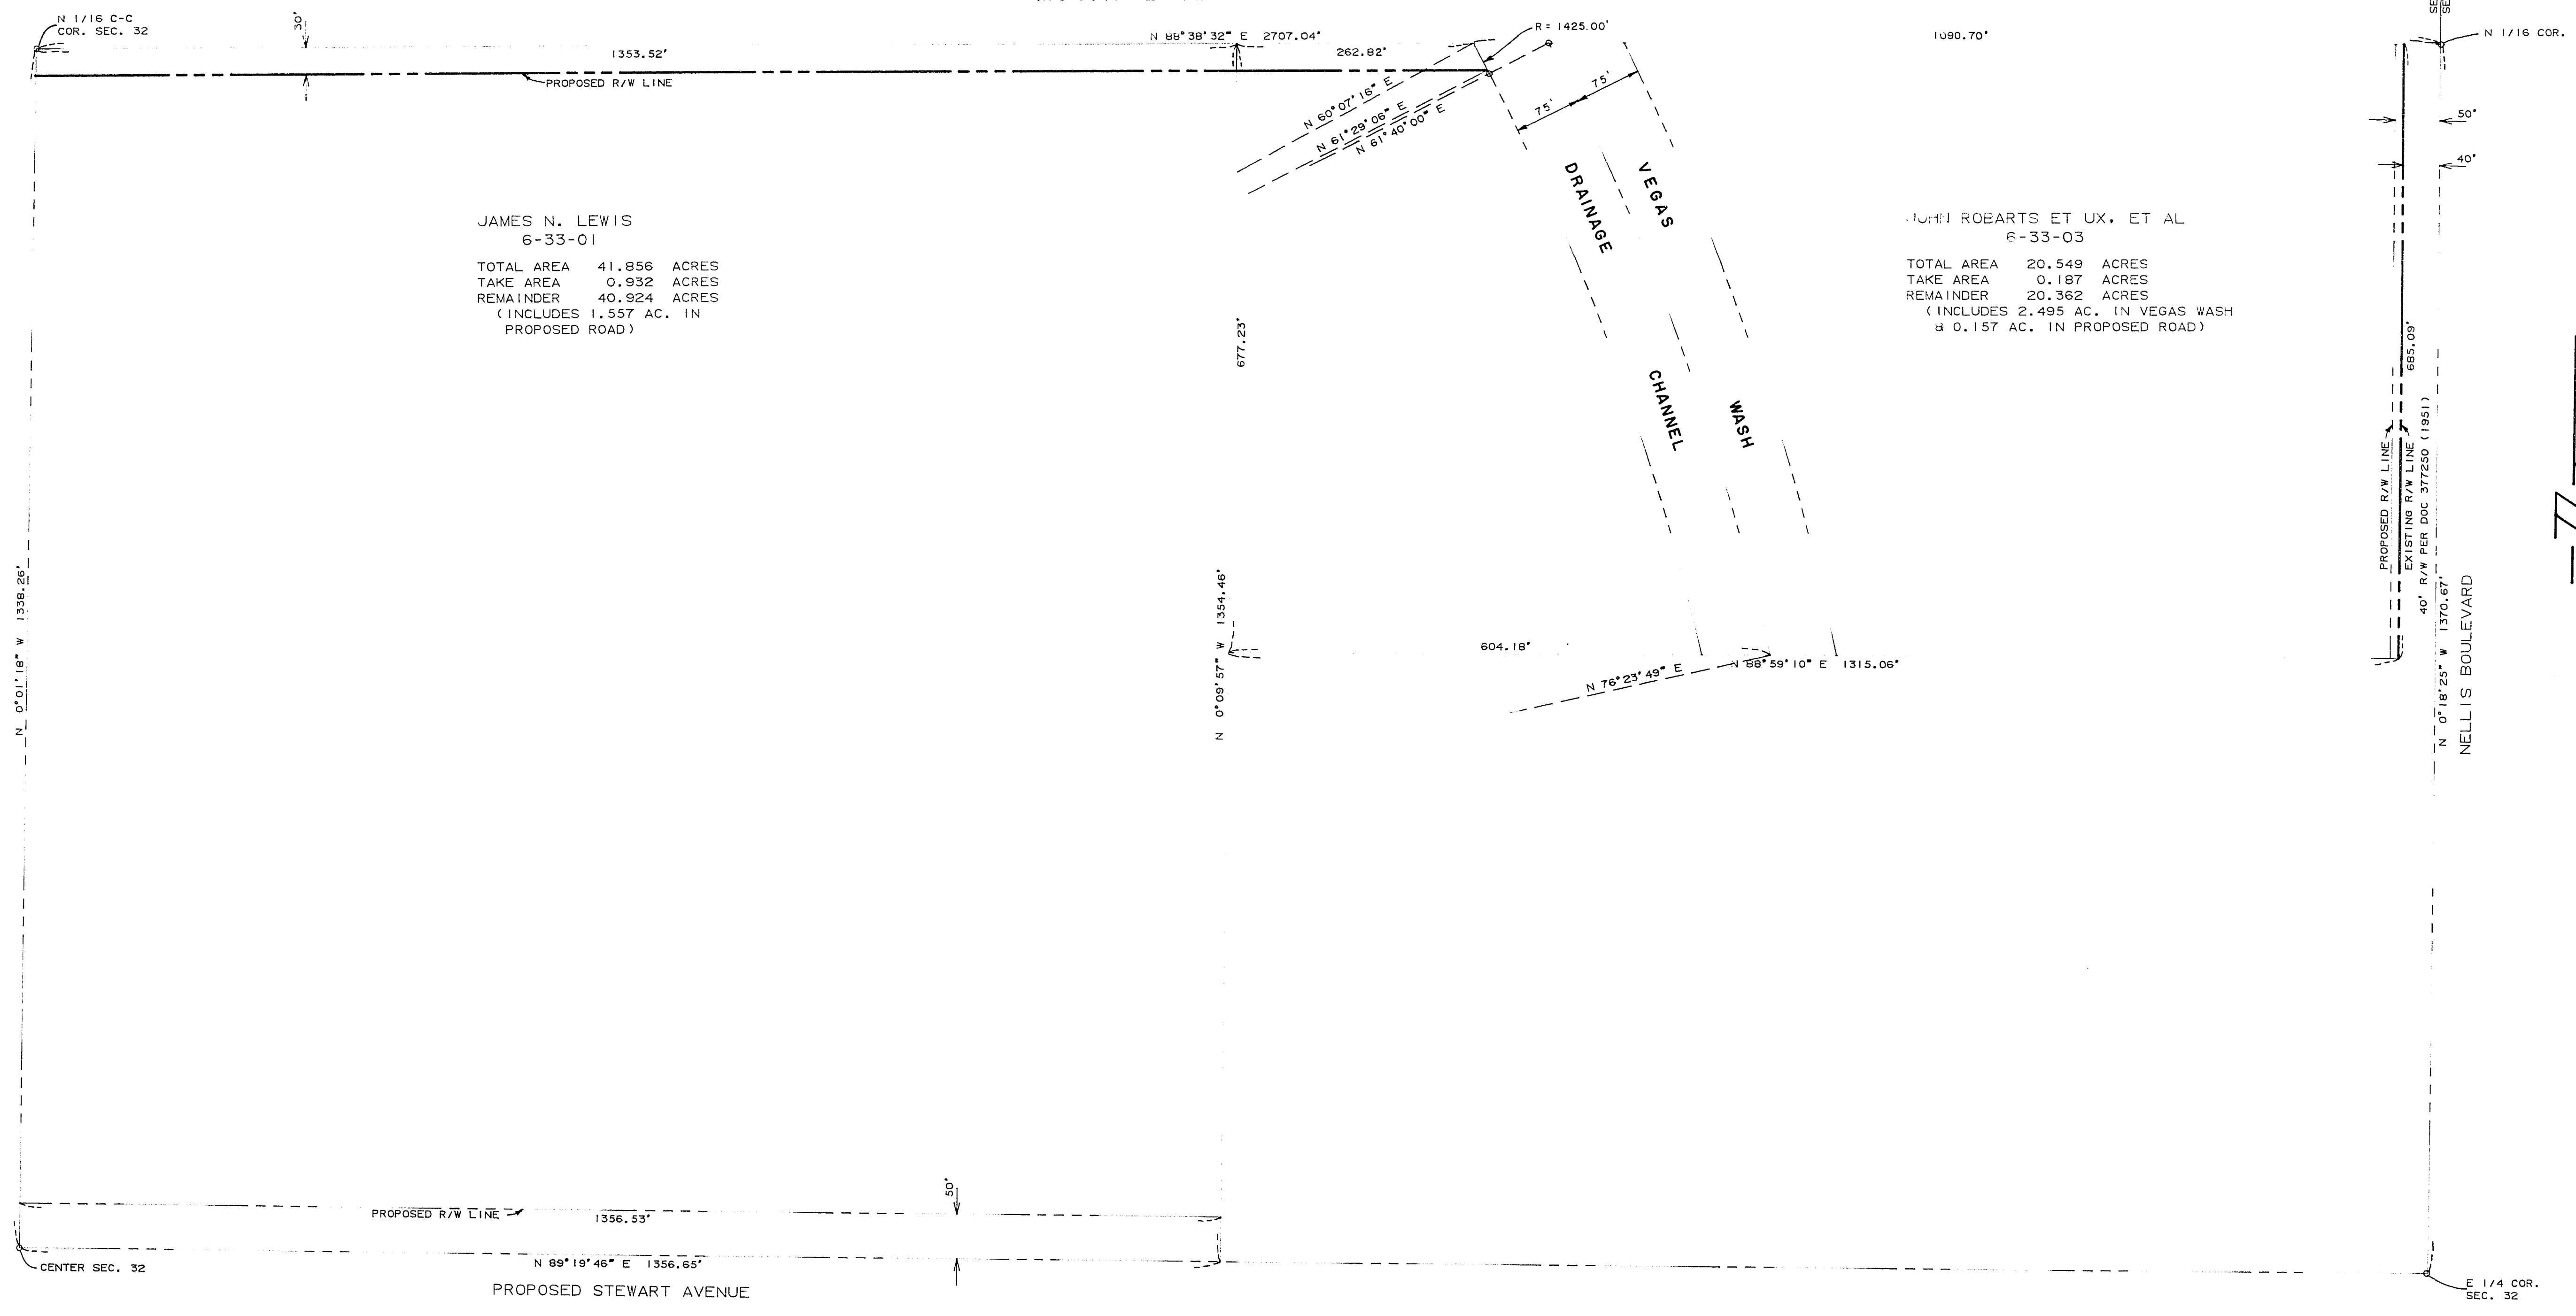 N 1/16 C-C
COR. SEC. 32
30'
1353.52'
N 88°38'32" E 2707.04'
262.82'
R = 1425.00'
1090.70'
N 1/16 COR.
PROPOSED R/W LINE
75'
75'
N 60°07'16" E
N 61°29'06" E
N 61°40'00" E
50'
40'
DRAINAGE
CHANNEL
VEGAS
WASH
JAMES N. LEWIS
6-33-01
TOTAL AREA 41.856 ACRES
TAKE AREA 0.932 ACRES
REMAINDER 40.924 ACRES
(INCLUDES 1.557 AC. IN
PROPOSED ROAD)
JOHN ROBARTS ET UX, ET AL
6-33-03
TOTAL AREA 20.549 ACRES
TAKE AREA 0.187 ACRES
REMAINDER 20.362 ACRES
(INCLUDES 2.495 AC. IN VEGAS WASH
& 0.157 AC. IN PROPOSED ROAD)
677.23'
685.09'
PROPOSED R/W LINE
EXISTING R/W LINE
40' R/W PER DOC 377250 (1951)
N 0°01'18" W 1338.26'
N 0°09'57" W 1354.46'
N 0°18'25" W 1370.67'
NELLIS BOULEVARD
604.18'
N 88°59'10" E 1315.06'
N 76°23'49" E
PROPOSED R/W LINE
1356.53'
50'
CENTER SEC. 32
N 89°19'46" E 1356.65'
PROPOSED STEWART AVENUE
E 1/4 COR.
SEC. 32